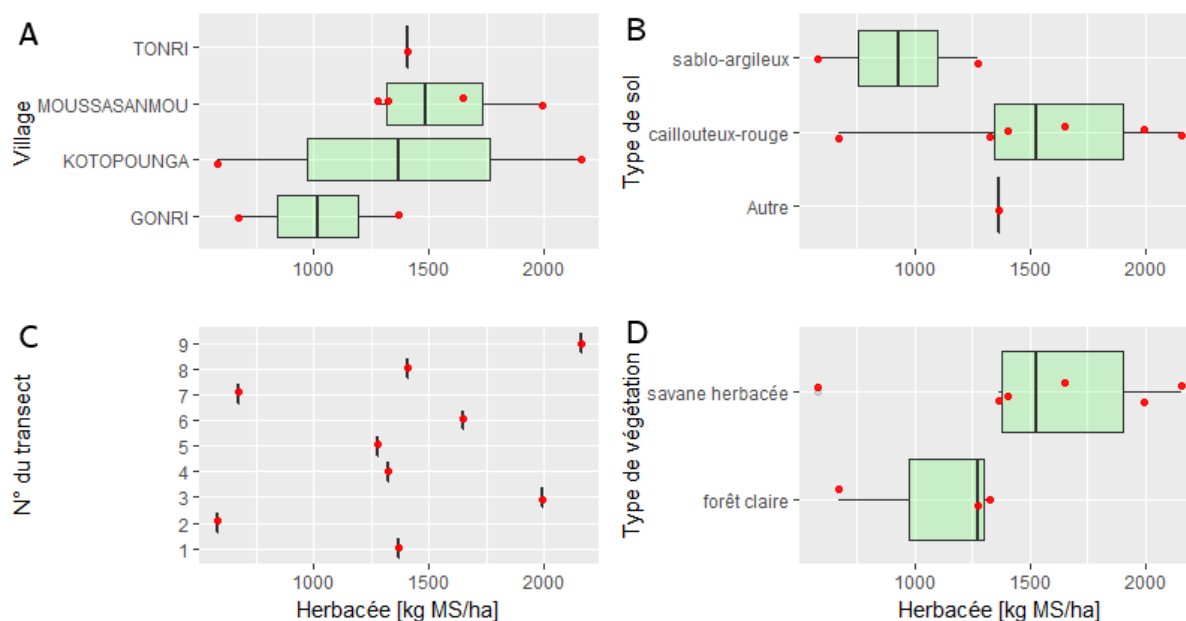 A
Village
TONRI
MOUSSASANMOU
KOTOPOUNGA
GONRI
1000 1500 2000
B
Type de sol
sablo-argileux
caillouteux-rouge
Autre
1000 1500 2000
C
N° du transect
9
8
7
6
5
4
3
2
1
1000 1500 2000
Herbacée [kg MS/ha]
D
Type de végétation
savane herbacée
forêt claire
1000 1500 2000
Herbacée [kg MS/ha]